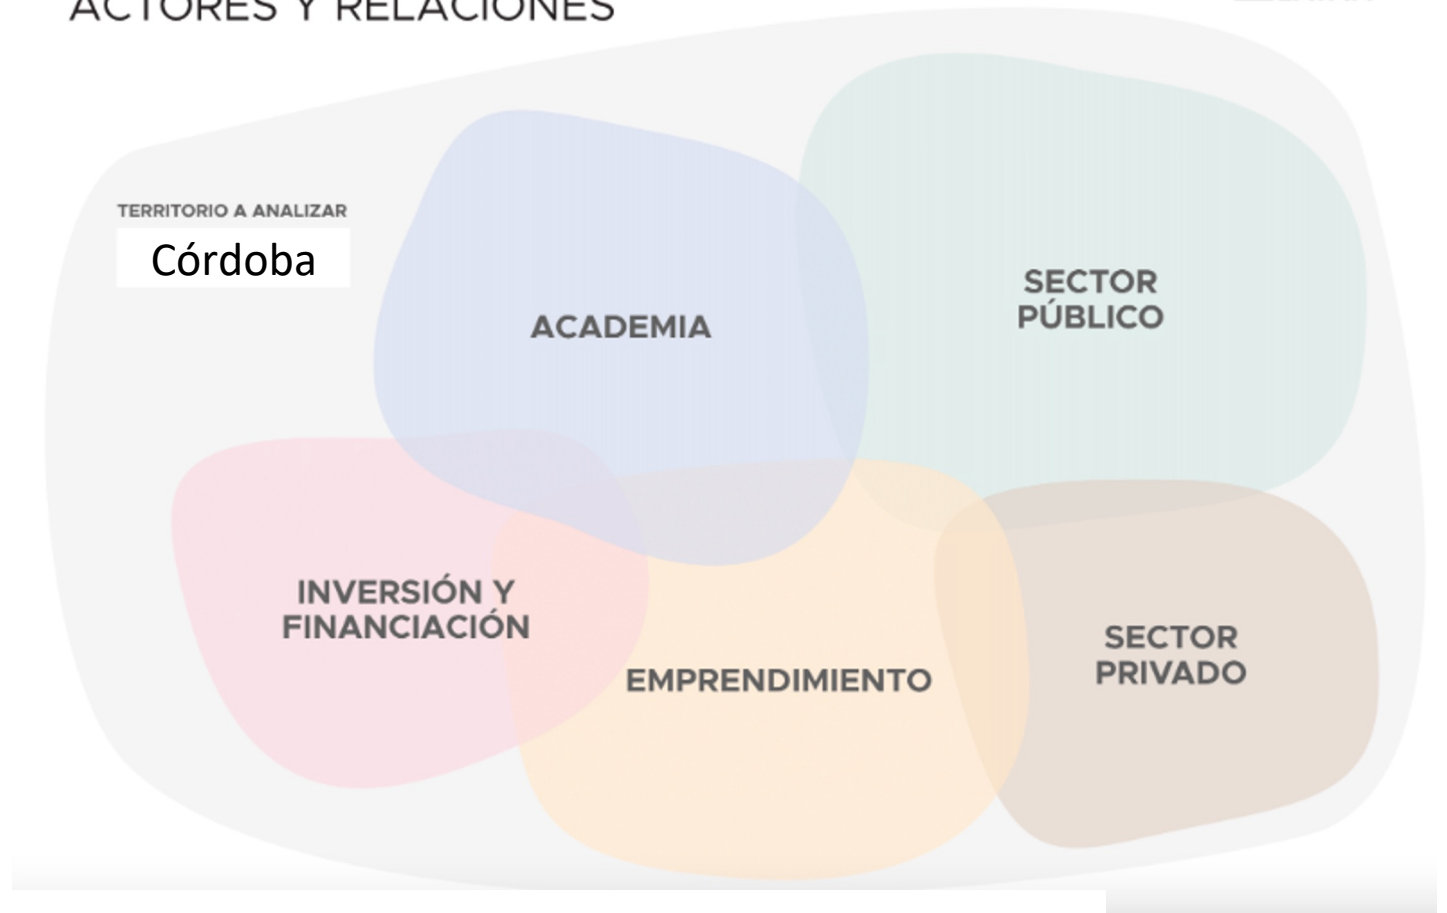 ACTORES Y RELACIONES
TERRITORIO A ANALIZAR
Córdoba
ACADEMIA
SECTOR
PÚBLICO
INVERSIÓN Y
FINANCIACIÓN
EMPRENDIMIENTO
SECTOR
PRIVADO